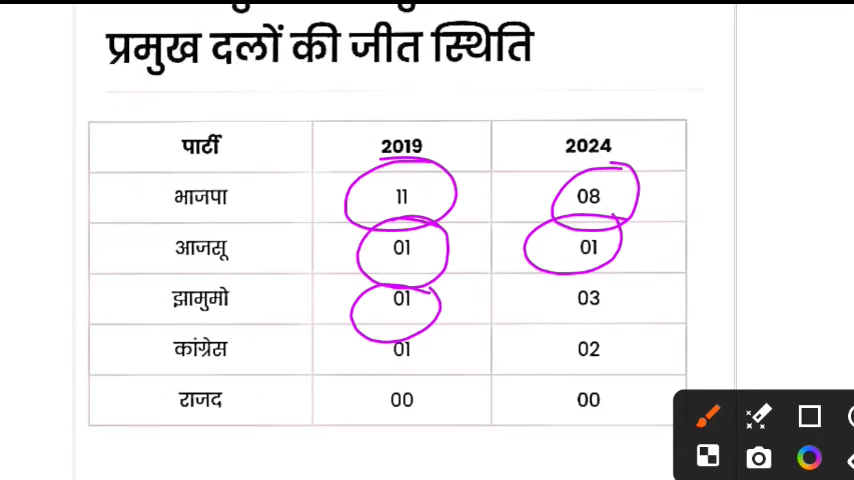 प्रमुख दलों की जीत स्थिति
पार्टी 2019 2024
भाजपा 11 08
आजसू 01 01
झामुमो 01 03
कांग्रेस 01 02
राजद 00 00